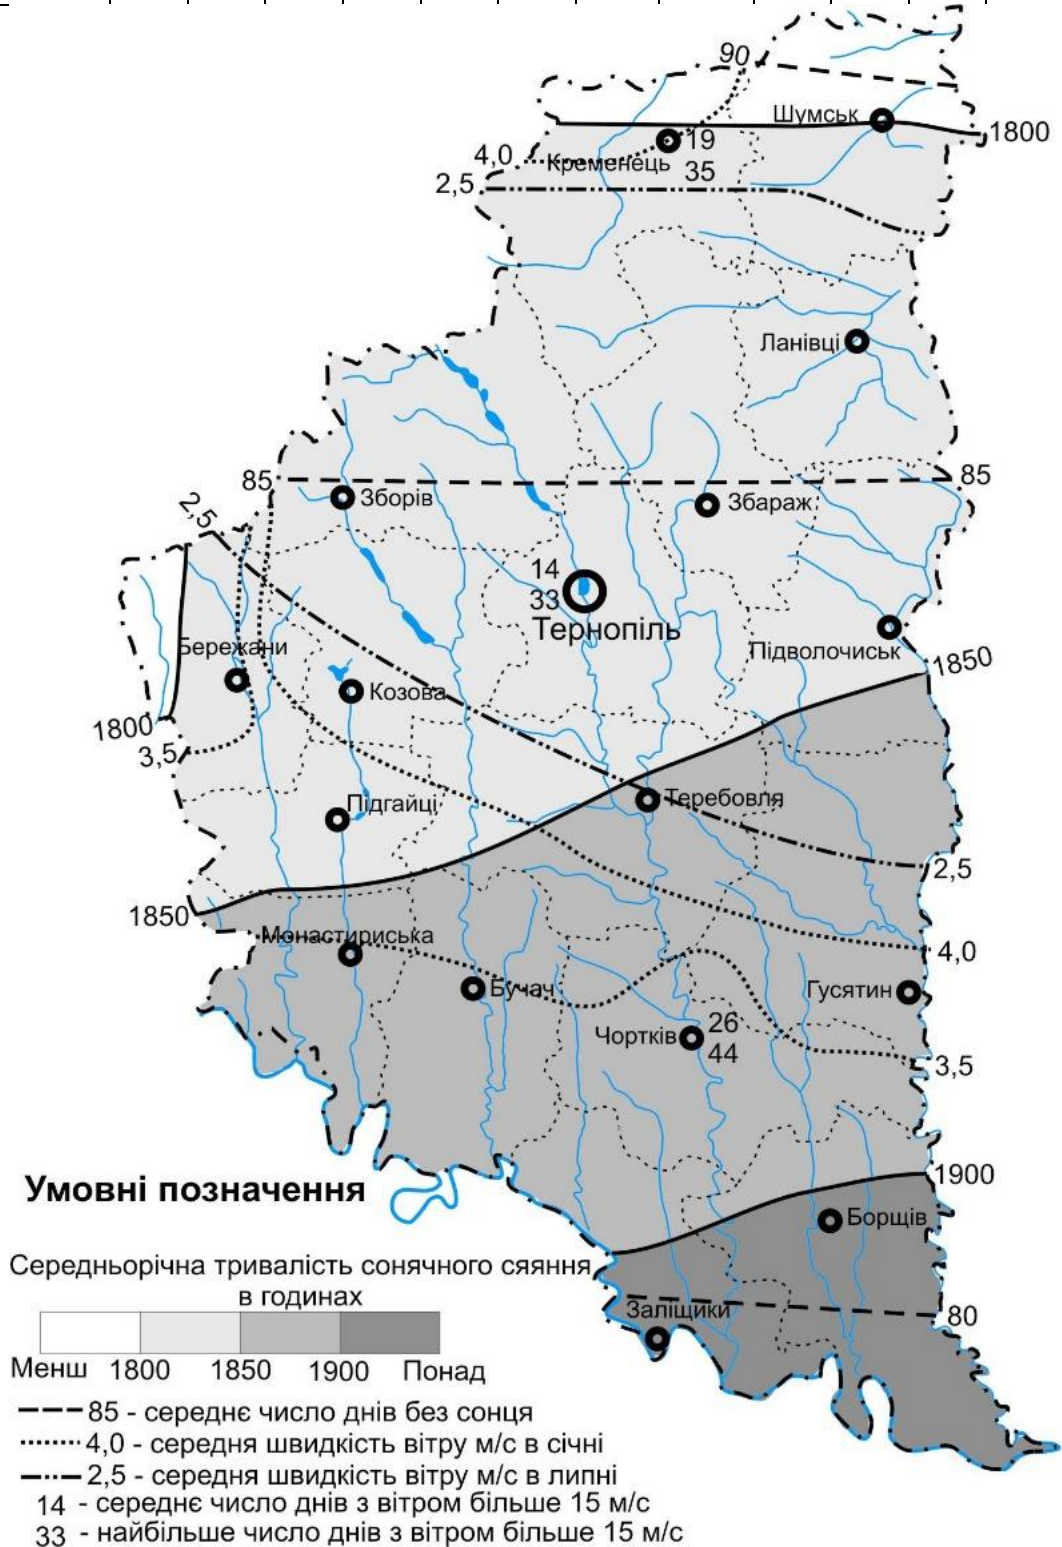 90
Шумськ
1800
19
4,0
Кременець
35
2,5
Ланівці
85
85
Зборів
Збараж
2,5
14
33
Тернопіль
Бережани
Підволочиськ
1850
Козова
1800
3,5
Підгайці
Теребовля
2,5
1850
Монастириська
4,0
Бучач
Гусятин
26
Чортків
44
3,5
1900
Умовні позначення
Борщів
Середньорічна тривалість сонячного сяяння
в годинах
Заліщики
80
Менш 1800 1850 1900 Понад
85 - середнє число днів без сонця
4,0 - середня швидкість вітру м/с в січні
2,5 - середня швидкість вітру м/с в липні
14 - середнє число днів з вітром більше 15 м/с
33 - найбільше число днів з вітром більше 15 м/с